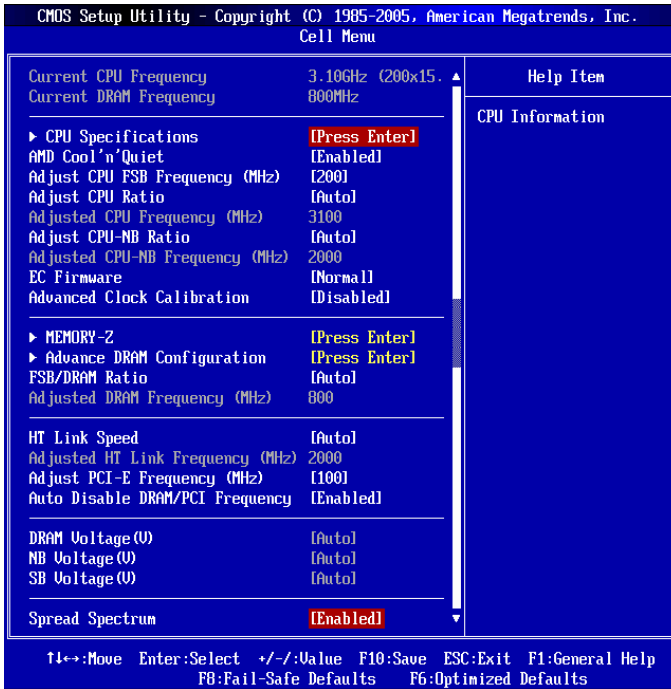 CMOS Setup Utility - Copyright (C) 1985-2005, American Megatrends, Inc.
Cell Menu
Current CPU Frequency 3.10GHz (200x15.
Current DRAM Frequency 800MHz
Help Item
CPU Information
▶ CPU Specifications [Press Enter]
AMD Cool'n'Quiet [Enabled]
Adjust CPU FSB Frequency (MHz) [200]
Adjust CPU Ratio [Auto]
Adjusted CPU Frequency (MHz) 3100
Adjust CPU-NB Ratio [Auto]
Adjusted CPU-NB Frequency (MHz) 2000
EC Firmware [Normal]
Advanced Clock Calibration [Disabled]
▶ MEMORY-Z [Press Enter]
▶ Advance DRAM Configuration [Press Enter]
FSB/DRAM Ratio [Auto]
Adjusted DRAM Frequency (MHz) 800
HT Link Speed [Auto]
Adjusted HT Link Frequency (MHz) 2000
Adjust PCI-E Frequency (MHz) [100]
Auto Disable DRAM/PCI Frequency [Enabled]
DRAM Voltage(V) [Auto]
NB Voltage(V) [Auto]
SB Voltage(V) [Auto]
Spread Spectrum [Enabled]
↑↓←→:Move Enter:Select +/-/:Value F10:Save ESC:Exit F1:General Help
F8:Fail-Safe Defaults F6:Optimized Defaults